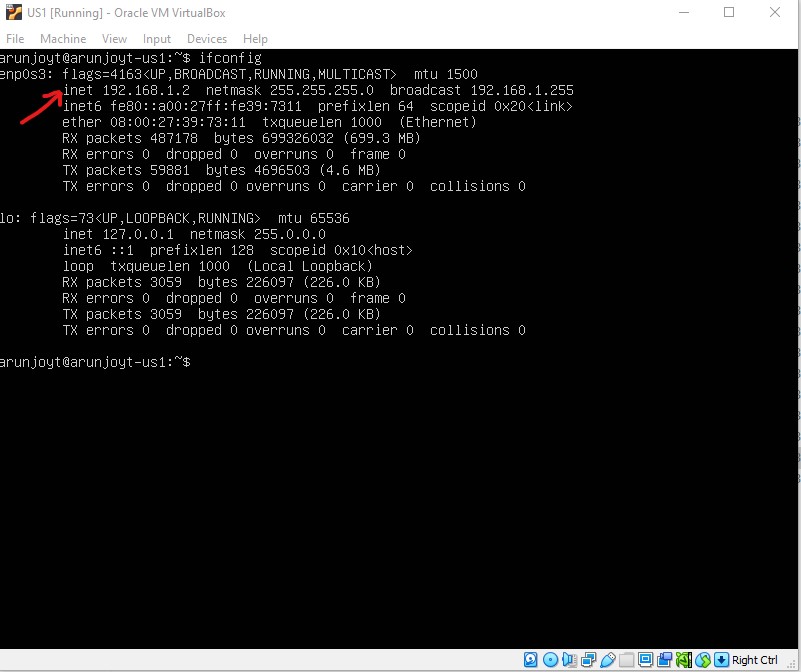 US1 [Running] - Oracle VM VirtualBox
File Machine View Input Devices Help
arunjoyt@arunjoyt-us1:~$ ifconfig
enp0s3: flags=4163<UP,BROADCAST,RUNNING,MULTICAST>  mtu 1500
inet 192.168.1.2  netmask 255.255.255.0  broadcast 192.168.1.255
inet6 fe80::a00:27ff:fe39:7311  prefixlen 64  scopeid 0x20<link>
ether 08:00:27:39:73:11  txqueuelen 1000  (Ethernet)
RX packets 487178  bytes 699326032 (699.3 MB)
RX errors 0  dropped 0  overruns 0  frame 0
TX packets 59881  bytes 4696503 (4.6 MB)
TX errors 0  dropped 0 overruns 0  carrier 0  collisions 0
lo: flags=73<UP,LOOPBACK,RUNNING>  mtu 65536
inet 127.0.0.1  netmask 255.0.0.0
inet6 ::1  prefixlen 128  scopeid 0x10<host>
loop  txqueuelen 1000  (Local Loopback)
RX packets 3059  bytes 226097 (226.0 KB)
RX errors 0  dropped 0  overruns 0  frame 0
TX packets 3059  bytes 226097 (226.0 KB)
TX errors 0  dropped 0 overruns 0  carrier 0  collisions 0
arunjoyt@arunjoyt-us1:~$
Right Ctrl